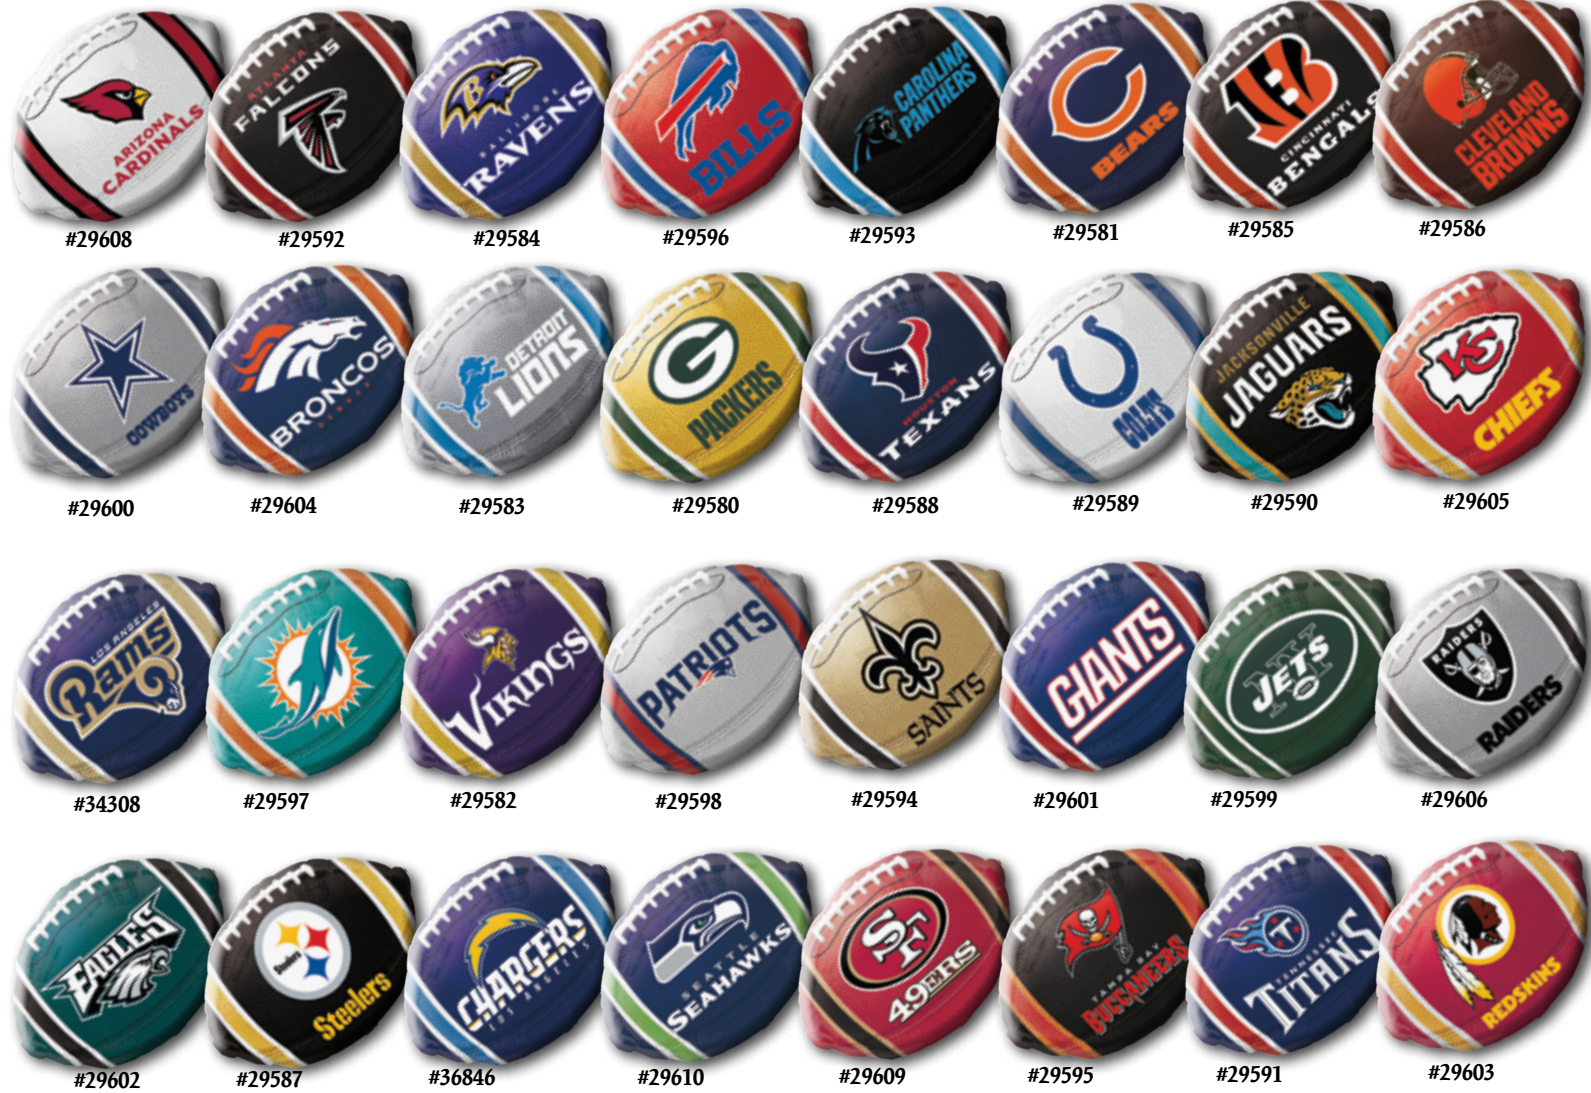 ARIZONA
CARDINALS
ATLANTA
FALCONS
B
BALTIMORE
RAVENS
BILLS
CAROLINA
PANTHERS
C
BEARS
B
CINCINNATI
BENGALS
CLEVELAND
BROWNS
#29608
#29592
#29584
#29596
#29593
#29581
#29585
#29586
COWBOYS
BRONCOS
DETROIT
LIONS
G
PACKERS
HOUSTON
TEXANS
COLTS
JACKSONVILLE
JAGUARS
KC
CHIEFS
#29600
#29604
#29583
#29580
#29588
#29589
#29590
#29605
LOS ANGELES
Rams
VIKINGS
PATRIOTS
SAINTS
GIANTS
NY
JETS
RAIDERS
RAIDERS
#34308
#29597
#29582
#29598
#29594
#29601
#29599
#29606
EAGLES
Steelers
Steelers
CHARGERS
LOS ANGELES
SEATTLE
SEAHAWKS
SF
49ERS
TAMPA BAY
BUCCANEERS
T
TENNESSEE
TITANS
REDSKINS
#29602
#29587
#36846
#29610
#29609
#29595
#29591
#29603